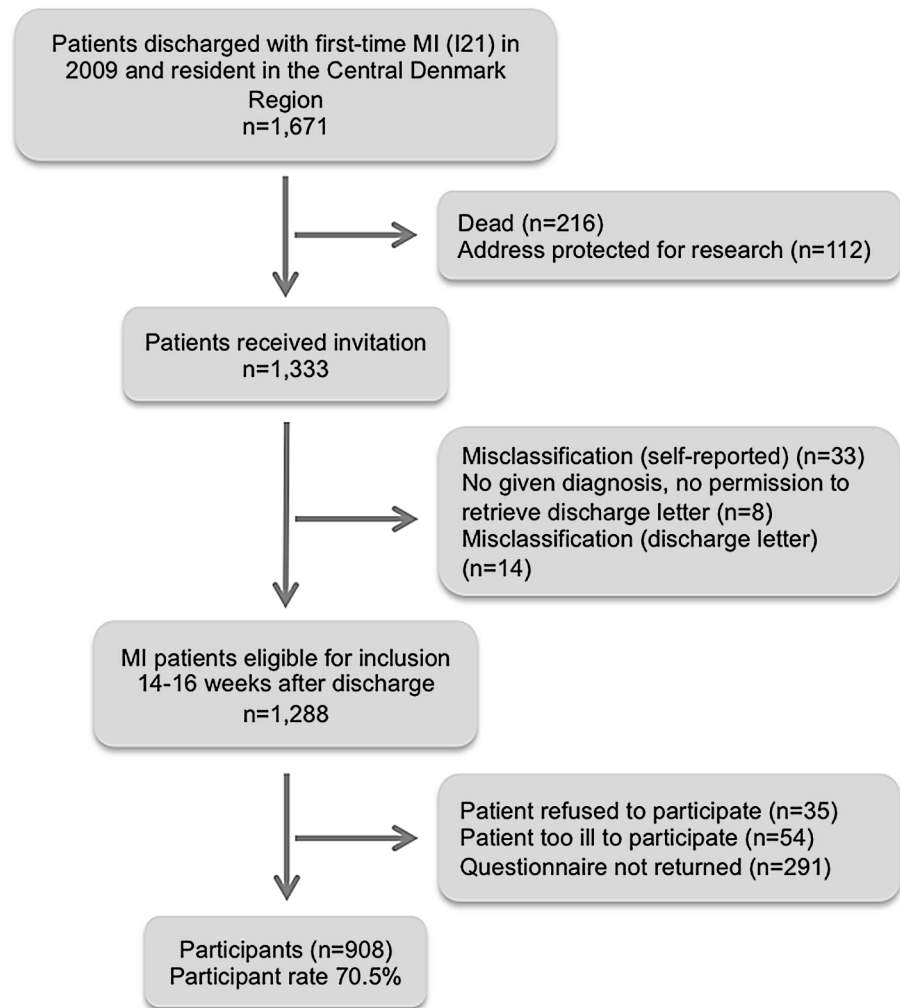 Patients discharged with first-time MI (I21) in
2009 and resident in the Central Denmark
Region
n=1,671
Dead (n=216)
Address protected for research (n=112)
Patients received invitation
n=1,333
Misclassification (self-reported) (n=33)
No given diagnosis, no permission to
retrieve discharge letter (n=8)
Misclassification (discharge letter)
(n=14)
MI patients eligible for inclusion
14-16 weeks after discharge
n=1,288
Patient refused to participate (n=35)
Patient too ill to participate (n=54)
Questionnaire not returned (n=291)
Participants (n=908)
Participant rate 70.5%